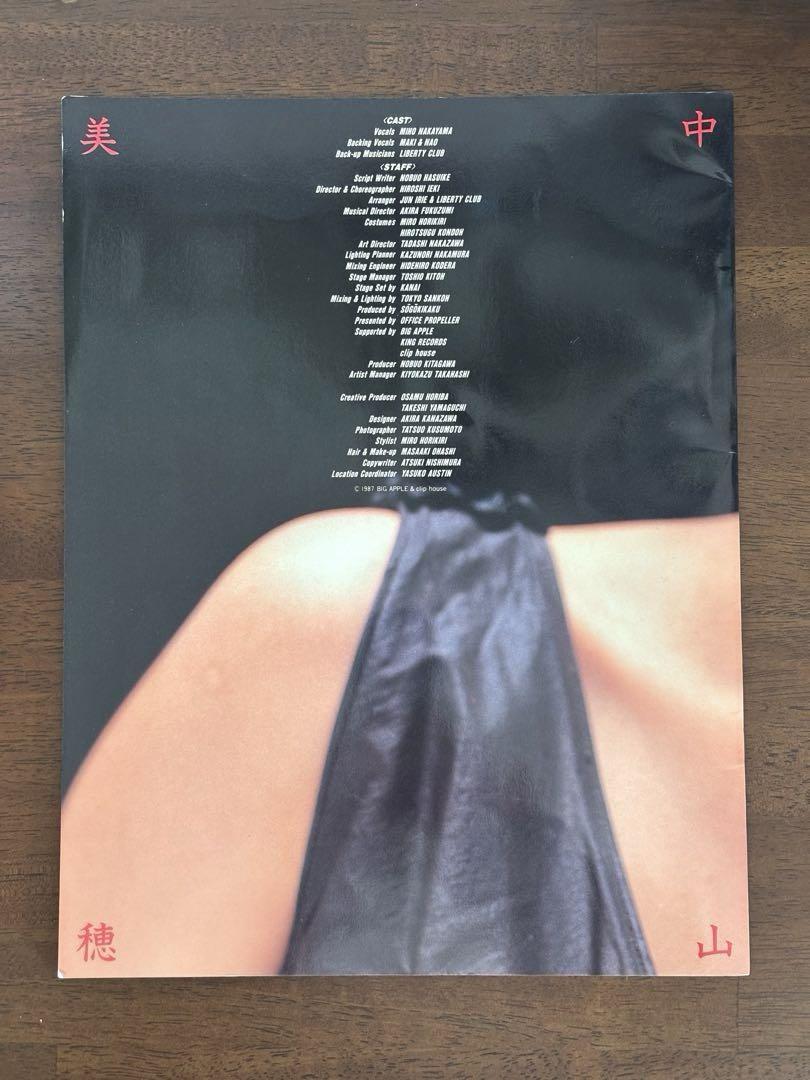 中
山
美
穂
〈CAST〉
Vocals MIHO NAKAYAMA
Backing Vocals MAKI & NAO
Back-up Musicians LIBERTY CLUB
〈STAFF〉
Script Writer NOBUO HASUIKE
Director & Choreographer HIROSHI IEKI
Arranger JUN IRIE & LIBERTY CLUB
Musical Director AKIRA FUKUZUMI
Costumes MIRO HORIKIRI
HIROTSUGU KONDOH
Art Director TADASHI NAKAZAWA
Lighting Planner KAZUNORI NAKAMURA
Mixing Engineer HIDEHIRO KODERA
Stage Manager TOSHIO KITOH
Stage Set by KANAI
Mixing & Lighting by TOKYO SANKOH
Produced by SŌGŌKIKAKU
Presented by OFFICE PROPELLER
Supported by BIG APPLE
KING RECORDS
clip house
Producer NOBUO KITAGAWA
Artist Manager KIYOKAZU TAKAHASHI
Creative Producer OSAMU HORIBA
TAKESHI YAMAGUCHI
Designer AKIRA KANAZAWA
Photographer TATSUO KUSUMOTO
Stylist MIRO HORIKIRI
Hair & Make-up MASAAKI OHASHI
Copywriter ATSUKI NISHIMURA
Location Coordinator YASUKO AUSTIN
© 1987 BIG APPLE & clip house